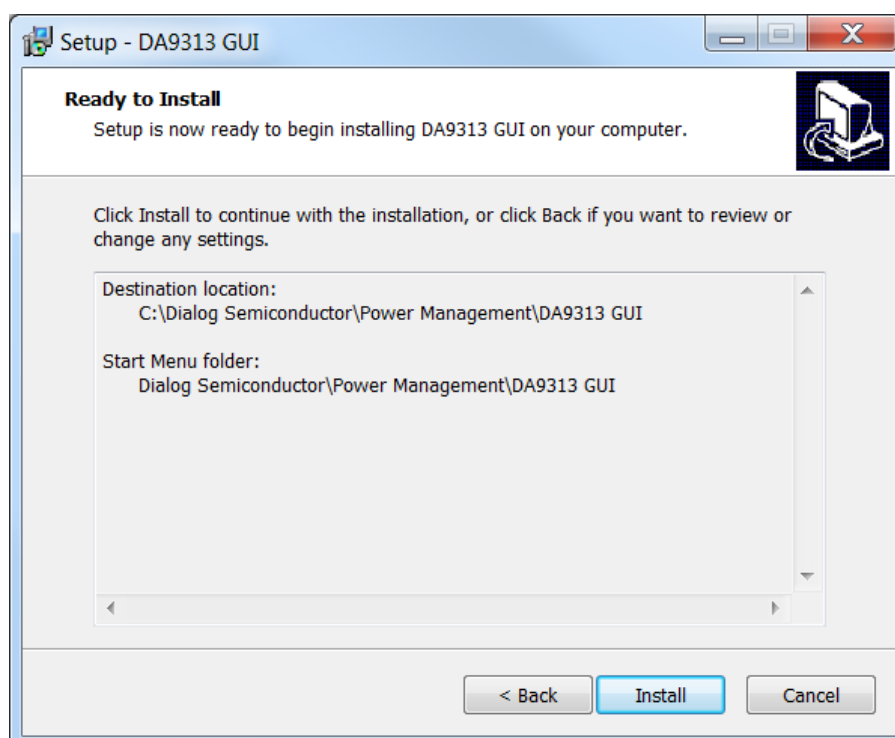 Setup - DA9313 GUI
Ready to Install
Setup is now ready to begin installing DA9313 GUI on your computer.
Click Install to continue with the installation, or click Back if you want to review or
change any settings.
Destination location:
C:\Dialog Semiconductor\Power Management\DA9313 GUI
Start Menu folder:
Dialog Semiconductor\Power Management\DA9313 GUI
< Back Install Cancel